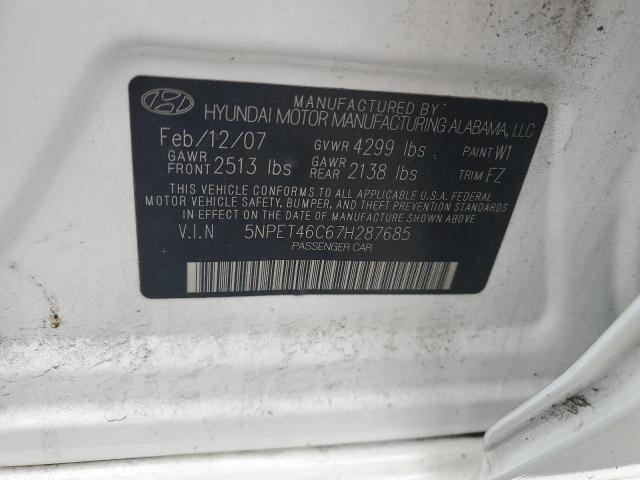 MANUFACTURED BY
HYUNDAI MOTOR MANUFACTURING ALABAMA, LLC
Feb/12/07 GVWR 4299 lbs PAINT W1
GAWR FRONT 2513 lbs GAWR REAR 2138 lbs TRIM FZ
THIS VEHICLE CONFORMS TO ALL APPLICABLE U.S.A. FEDERAL
MOTOR VEHICLE SAFETY, BUMPER, AND THEFT PREVENTION STANDARDS
IN EFFECT ON THE DATE OF MANUFACTURE SHOWN ABOVE.
V.I.N 5NPET46C67H287685
PASSENGER CAR